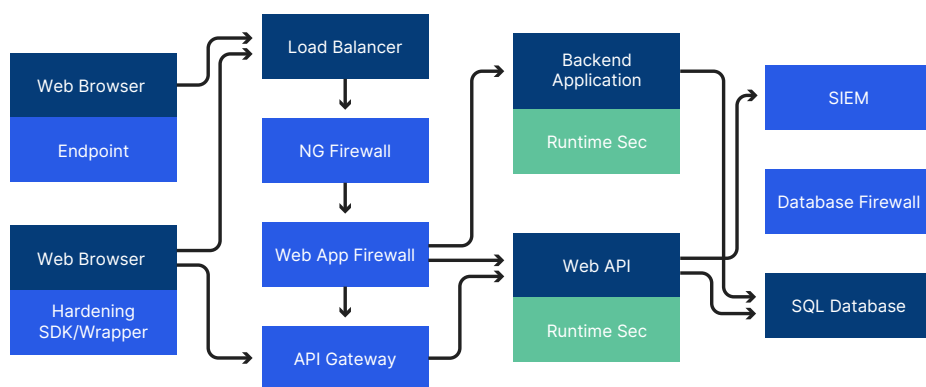 Web Browser
Endpoint
Web Browser
Hardening
SDK/Wrapper
Load Balancer
NG Firewall
Web App Firewall
API Gateway
Backend
Application
Runtime Sec
Web API
Runtime Sec
SIEM
Database Firewall
SQL Database